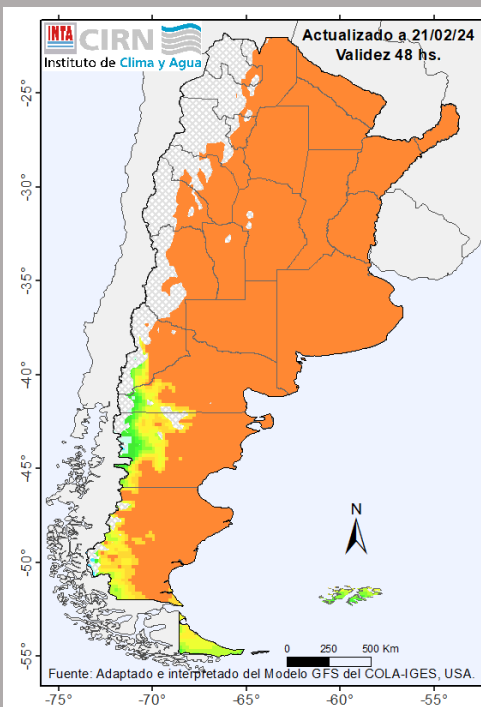 INTA CIRN
Instituto de Clima y Agua
Actualizado a 21/02/24
Validez 48 hs.
-25°
-30°
-35°
-40°
-45°
-50°
-55°
N
0 250 500 Km
Fuente: Adaptado e interpretado del Modelo GFS del COLA-IGES, USA.
-75 -70 -65 -60 -55